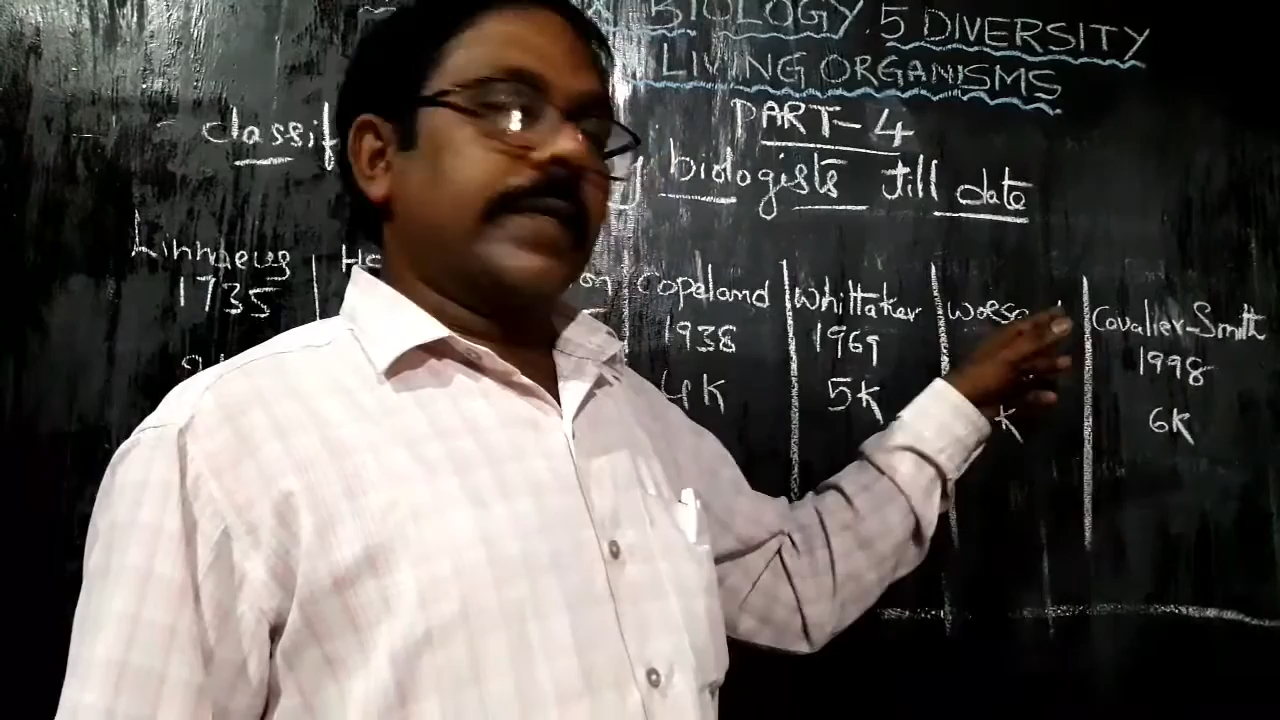 BIOLOGY. 5 DIVERSITY
LIVING ORGANISMS
PART-4
classif
biologists till date
Linnaeus
1735
Copeland
1938
4K
Whittaker
1969
5K
Woese
K
Cavalier-Smith
1998
6K